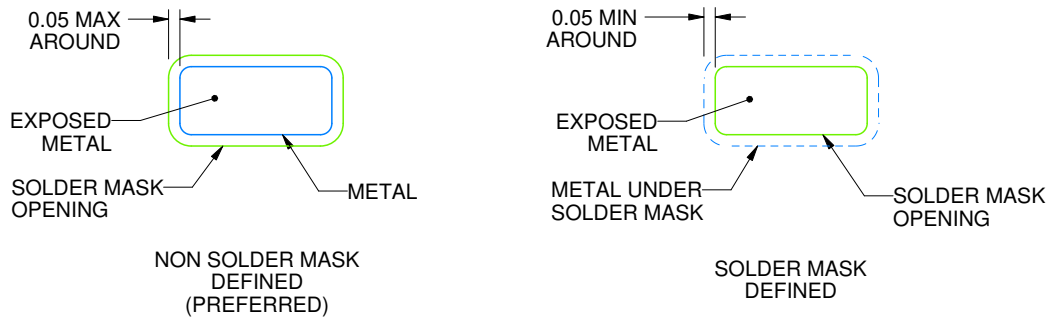 0.05 MAX
AROUND
EXPOSED
METAL
SOLDER MASK
OPENING
METAL
NON SOLDER MASK
DEFINED
(PREFERRED)
0.05 MIN
AROUND
EXPOSED
METAL
METAL UNDER
SOLDER MASK
SOLDER MASK
OPENING
SOLDER MASK
DEFINED